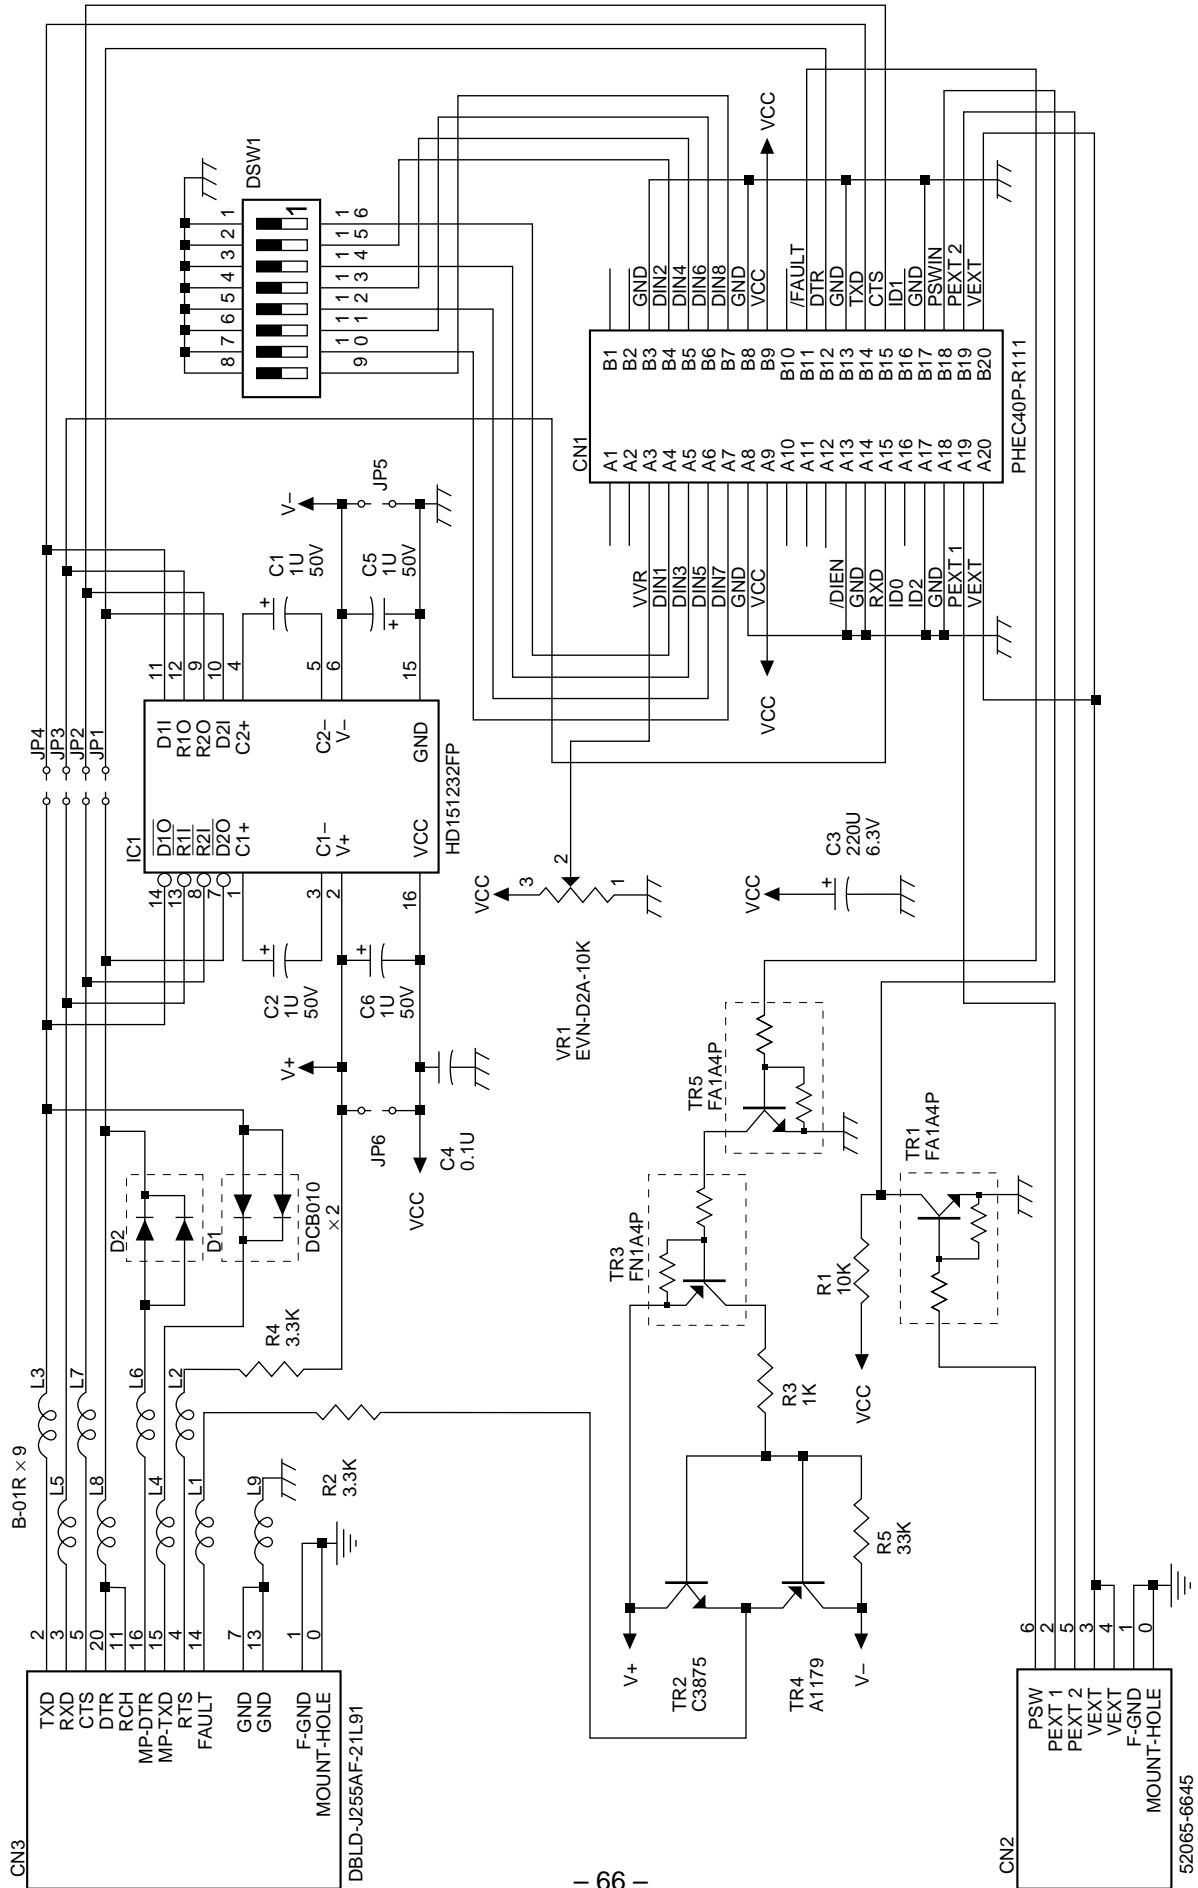 CN3
TXD
RXD
CTS
DTR
RCH
MP-DTR
MP-TXD
RTS
FAULT
GND
GND
F-GND
MOUNT-HOLE
DBLD-J255AF-21L91
2
3
5
20
11
16
15
4
14
7
13
1
0
B-01R × 9
L3
L5
L7
L8
L6
L4
L2
L1
L9
R4
3.3K
R2
3.3K
D2
D1
DCB010
× 2
V+
JP6
VCC
C4
0.1U
C2
1U
50V
C6
1U
50V
IC1
14
13
8
7
1
3
2
16
D1O
R1I
R2I
D2O
C1+
C1–
V+
VCC
D1I
R1O
R2O
D2I
C2+
C2–
V–
GND
HD151232FP
11
12
9
10
4
5
6
15
JP4
JP3
JP2
JP1
C1
1U
50V
C5
1U
50V
V–
JP5
DSW1
8 7 6 5 4 3 2 1
1
9
1 0
1 1
1 2
1 3
1 4
1 5
1 6
VCC
3
2
1
VR1
EVN-D2A-10K
VCC
C3
220U
6.3V
CN1
A1
A2
A3
A4
A5
A6
A7
A8
A9
A10
A11
A12
A13
A14
A15
A16
A17
A18
A19
A20
B1
B2
B3
B4
B5
B6
B7
B8
B9
B10
B11
B12
B13
B14
B15
B16
B17
B18
B19
B20
PHEC40P-R111
VVR
DIN1
DIN3
DIN5
DIN7
GND
VCC
/DIEN
GND
RXD
ID0
ID2
GND
PEXT 1
VEXT
VCC
GND
DIN2
DIN4
DIN6
DIN8
GND
VCC
/FAULT
DTR
GND
TXD
CTS
ID1
GND
PSWIN
PEXT 2
VEXT
VCC
TR5
FA1A4P
TR3
FN1A4P
TR1
FA1A4P
R1
10K
VCC
R3
1K
R5
33K
V+
TR2
C3875
TR4
A1179
V–
CN2
PSW
PEXT 1
PEXT 2
VEXT
VEXT
F-GND
MOUNT-HOLE
52065-6645
6
2
5
3
4
1
0
– 66 –